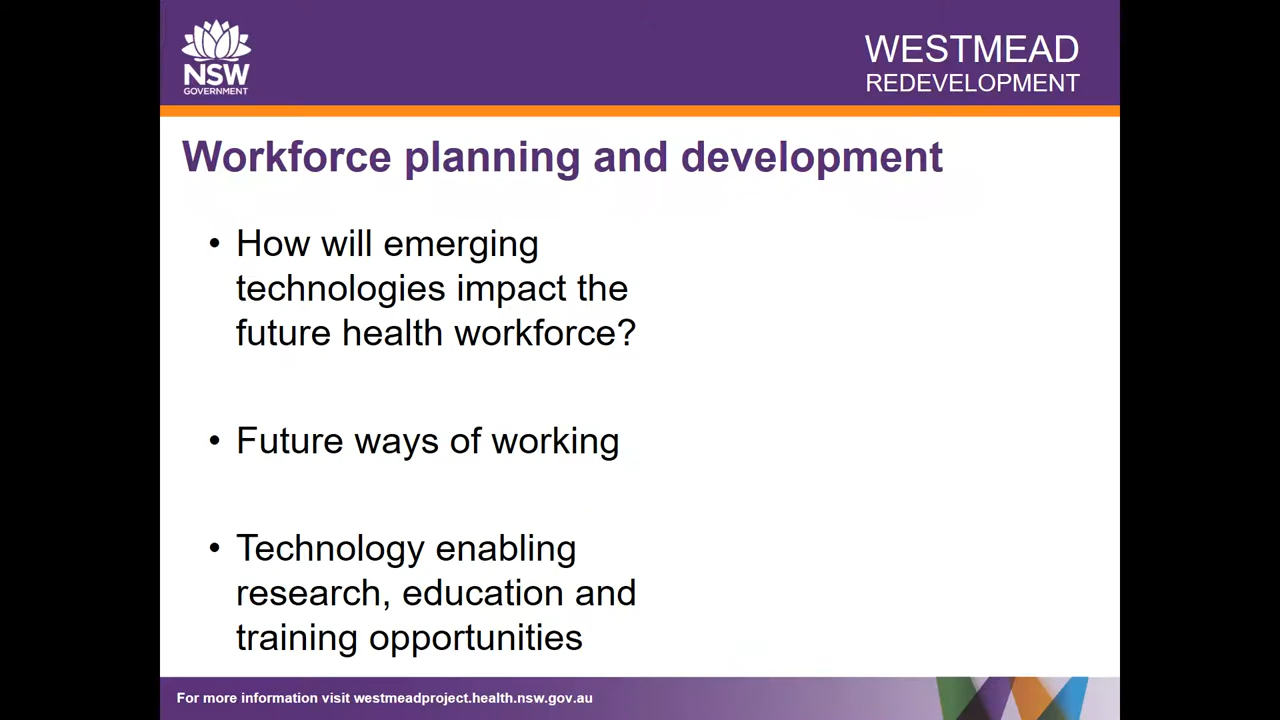 NSW
GOVERNMENT
WESTMEAD
REDEVELOPMENT
Workforce planning and development
• How will emerging
technologies impact the
future health workforce?
• Future ways of working
• Technology enabling
research, education and
training opportunities
For more information visit westmeadproject.health.nsw.gov.au